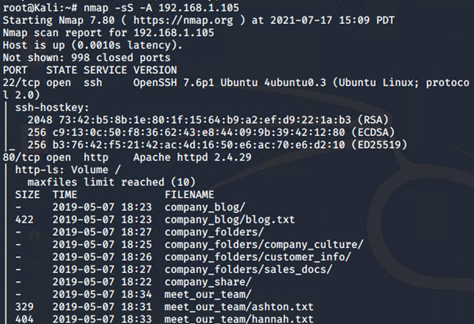 root@Kali:~# nmap -sS -A 192.168.1.105
Starting Nmap 7.80 ( https://nmap.org ) at 2021-07-17 15:09 PDT
Nmap scan report for 192.168.1.105
Host is up (0.0010s latency).
Not shown: 998 closed ports
PORT   STATE SERVICE VERSION
22/tcp open  ssh     OpenSSH 7.6p1 Ubuntu 4ubuntu0.3 (Ubuntu Linux; protoco
l 2.0)
| ssh-hostkey:
|   2048 73:42:b5:8b:1e:80:1f:15:64:b9:a2:ef:d9:22:1a:b3 (RSA)
|   256 c9:13:0c:50:f8:36:62:43:e8:44:09:9b:39:42:12:80 (ECDSA)
|_  256 b3:76:42:f5:21:42:ac:4d:16:50:e6:ac:70:e6:d2:10 (ED25519)
80/tcp open  http    Apache httpd 2.4.29
| http-ls: Volume /
|   maxfiles limit reached (10)
| SIZE  TIME              FILENAME
| -     2019-05-07 18:23  company_blog/
| 422   2019-05-07 18:23  company_blog/blog.txt
| -     2019-05-07 18:27  company_folders/
| -     2019-05-07 18:25  company_folders/company_culture/
| -     2019-05-07 18:26  company_folders/customer_info/
| -     2019-05-07 18:27  company_folders/sales_docs/
| -     2019-05-07 18:22  company_share/
| -     2019-05-07 18:34  meet_our_team/
| 329   2019-05-07 18:31  meet_our_team/ashton.txt
| 404   2019-05-07 18:33  meet_our_team/hannah.txt